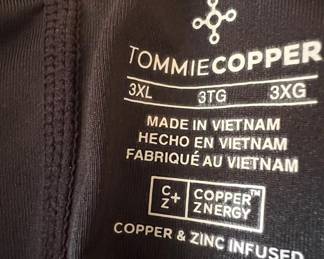 TOMMIECOPPER
3XL 3TG 3XG
MADE IN VIETNAM
HECHO EN VIETNAM
FABRIQUÉ AU VIETNAM
C+ COPPER™
Z ZNERGY
COPPER & ZINC INFUSED